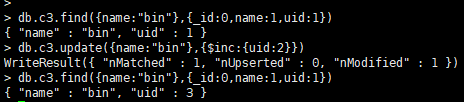 >
> db.c3.find({name:"bin"},{_id:0,name:1,uid:1})
{ "name" : "bin", "uid" : 1 }
> db.c3.update({name:"bin"},{$inc:{uid:2}})
WriteResult({ "nMatched" : 1, "nUpserted" : 0, "nModified" : 1 })
> db.c3.find({name:"bin"},{_id:0,name:1,uid:1})
{ "name" : "bin", "uid" : 3 }